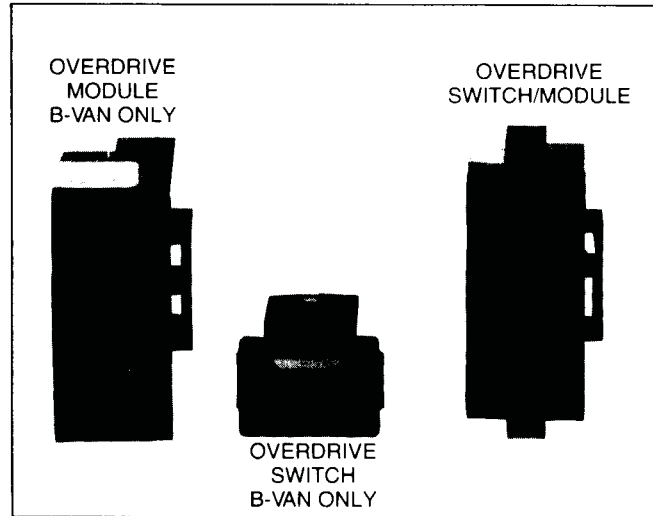 OVERDRIVE
MODULE
B-VAN ONLY
OVERDRIVE
SWITCH/MODULE
OVERDRIVE
SWITCH
B-VAN ONLY